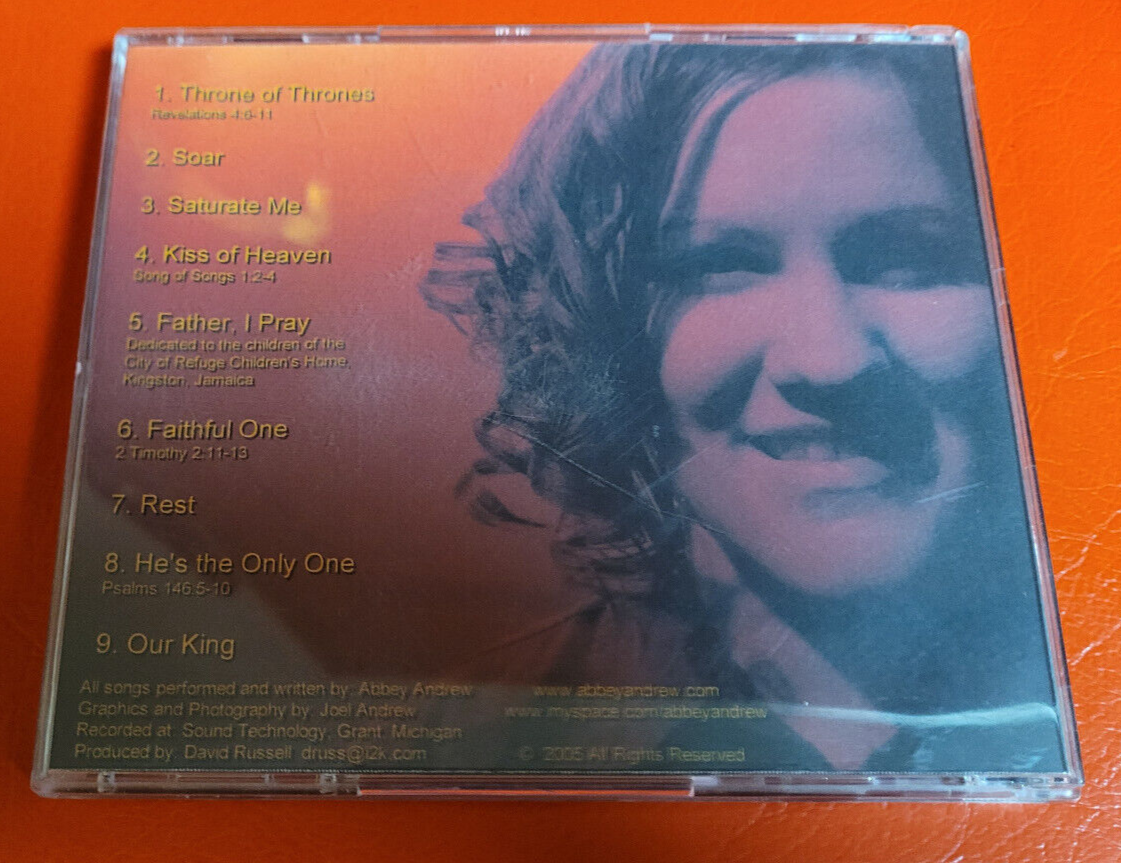 1. Throne of Thrones
Revelations 4:6-11
2. Soar
3. Saturate Me
4. Kiss of Heaven
Song of Songs 1:2-4
5. Father, I Pray
Dedicated to the children of the
City of Refuge Children's Home,
Kingston, Jamaica
6. Faithful One
2 Timothy 2:11-13
7. Rest
8. He's the Only One
Psalms 146:5-10
9. Our King
All songs performed and written by: Abbey Andrew
Graphics and Photography by: Joel Andrew
Recorded at: Sound Technology; Grant, Michigan
Produced by: David Russell druss@i2k.com
www.abbeyandrew.com
www.myspace.com/abbeyandrew
© 2005 All Rights Reserved